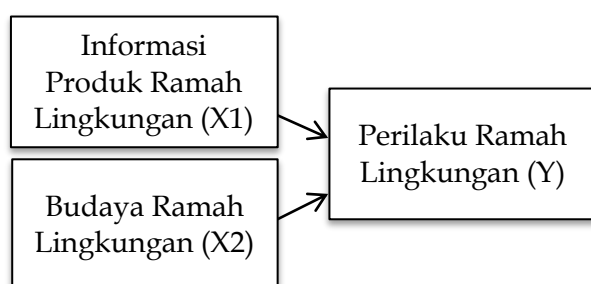 Informasi
Produk Ramah
Lingkungan (X1)
Budaya Ramah
Lingkungan (X2)
Perilaku Ramah
Lingkungan (Y)